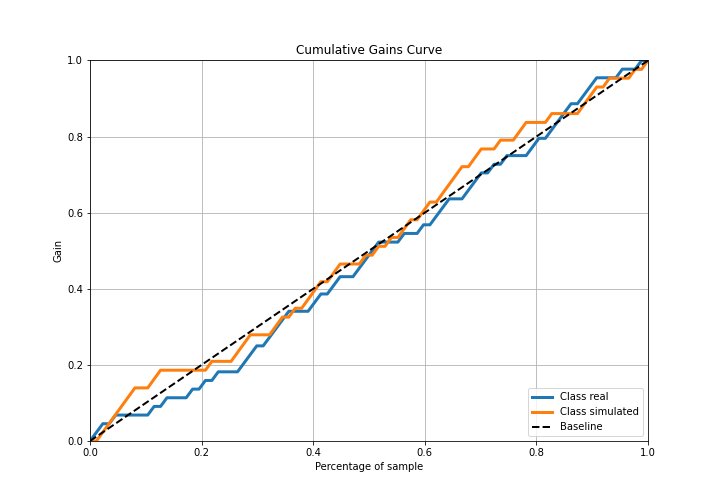 Cumulative Gains Curve
1.0
0.8
0.6
0.4
0.2
0.0
Gain
0.0 0.2 0.4 0.6 0.8 1.0
Percentage of sample
Class real
Class simulated
Baseline